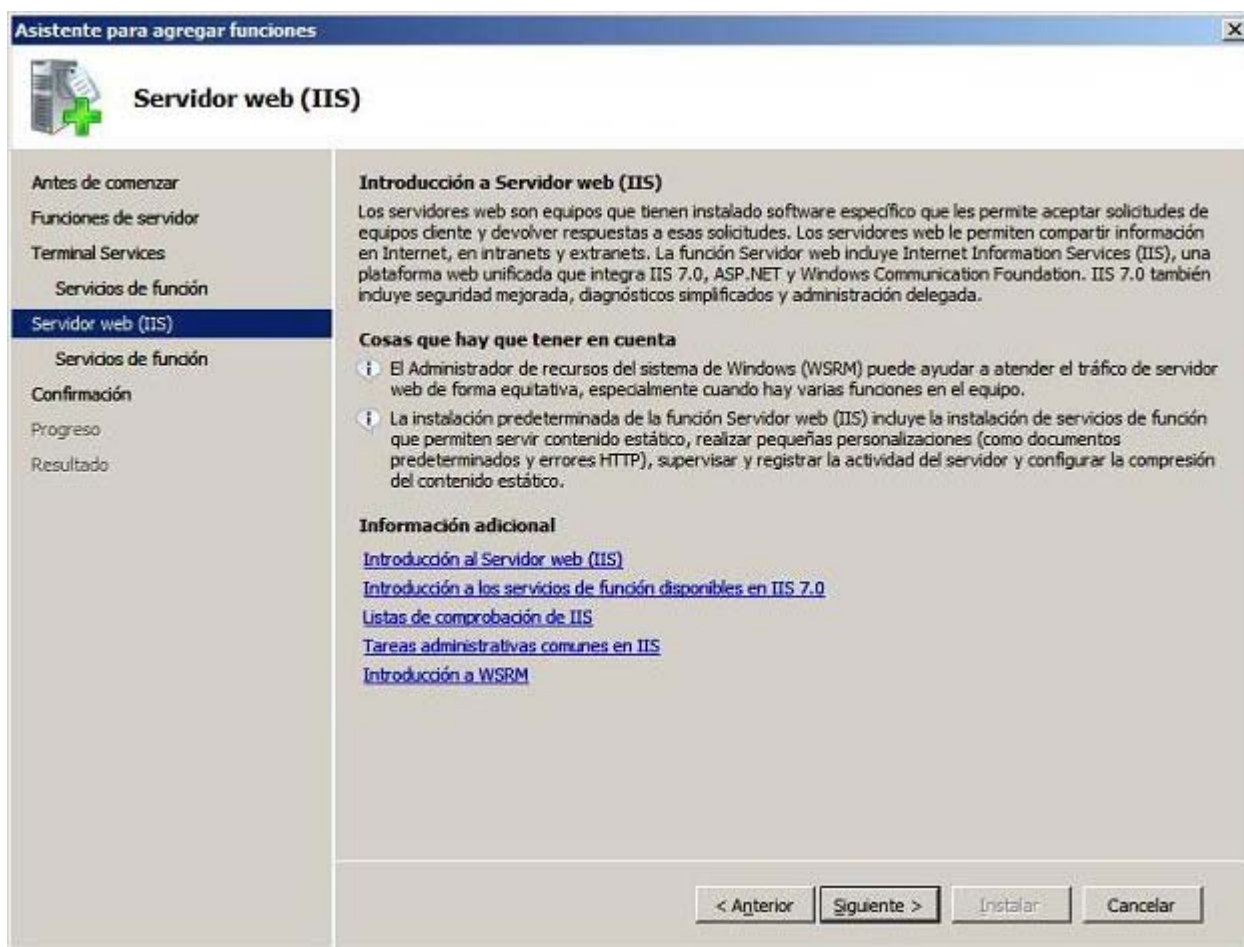 Asistente para agregar funciones
Servidor web (IIS)
Antes de comenzar
Funciones de servidor
Terminal Services
Servicios de función
Servidor web (IIS)
Servicios de función
Confirmación
Progreso
Resultado
Introducción a Servidor web (IIS)
Los servidores web son equipos que tienen instalado software específico que les permite aceptar solicitudes de
equipos cliente y devolver respuestas a esas solicitudes. Los servidores web le permiten compartir información
en Internet, en intranets y extranets. La función Servidor web incluye Internet Information Services (IIS), una
plataforma web unificada que integra IIS 7.0, ASP.NET y Windows Communication Foundation. IIS 7.0 también
incluye seguridad mejorada, diagnósticos simplificados y administración delegada.
Cosas que hay que tener en cuenta
El Administrador de recursos del sistema de Windows (WSRM) puede ayudar a atender el tráfico de servidor
web de forma equitativa, especialmente cuando hay varias funciones en el equipo.
La instalación predeterminada de la función Servidor web (IIS) incluye la instalación de servicios de función
que permiten servir contenido estático, realizar pequeñas personalizaciones (como documentos
predeterminados y errores HTTP), supervisar y registrar la actividad del servidor y configurar la compresión
del contenido estático.
Información adicional
Introducción al Servidor web (IIS)
Introducción a los servicios de función disponibles en IIS 7.0
Listas de comprobación de IIS
Tareas administrativas comunes en IIS
Introducción a WSRM
< Anterior
Siguiente >
Instalar
Cancelar